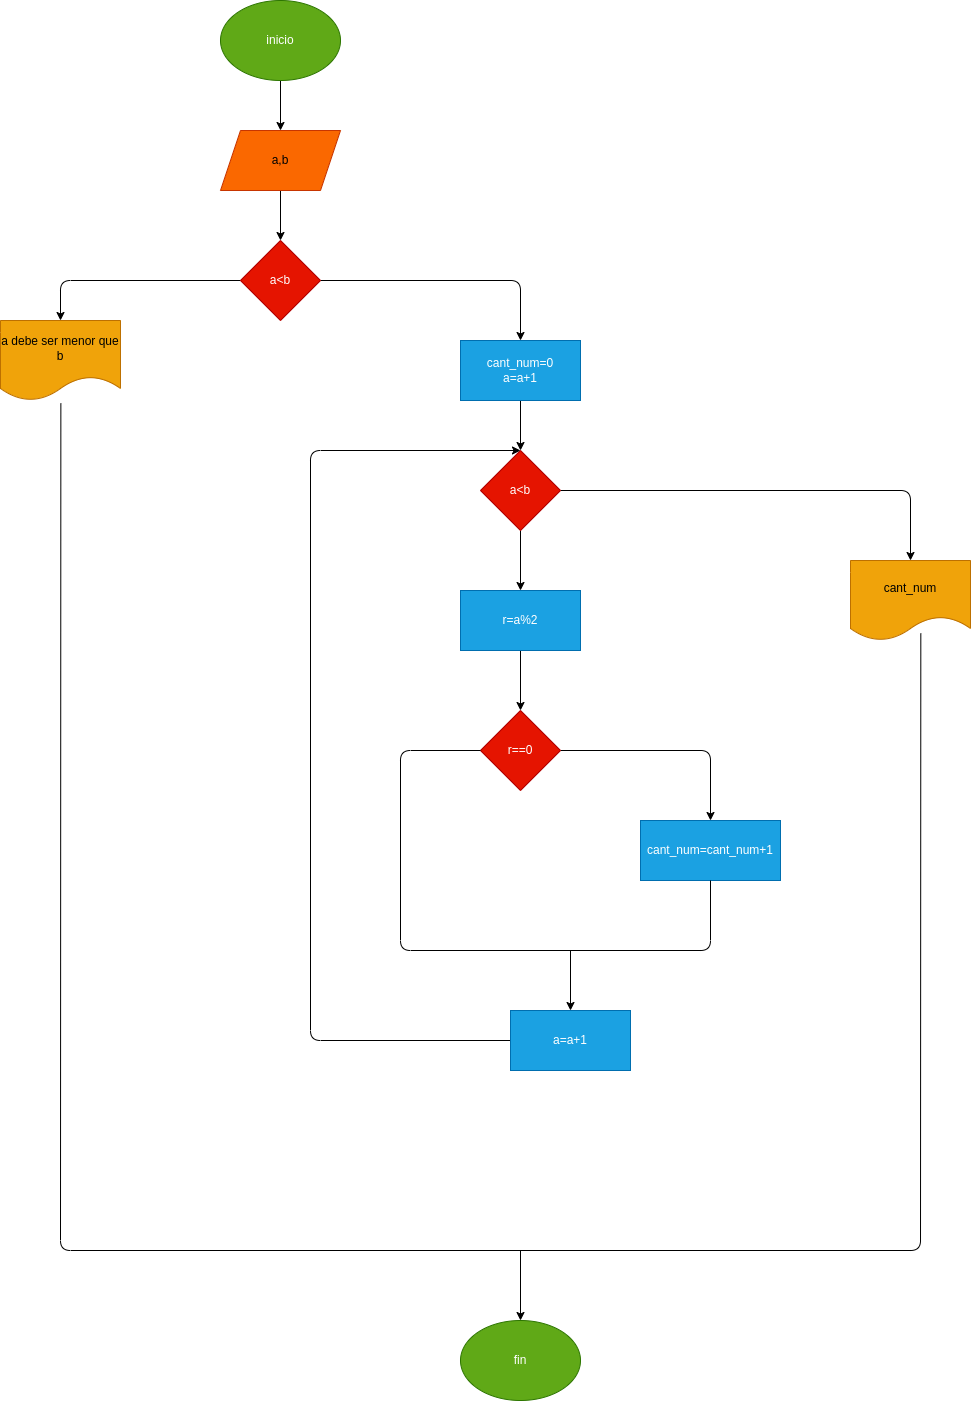 inicio
a,b
a<b
a debe ser menor que
b
cant_num=0
a=a+1
a<b
cant_num
r=a%2
r==0
cant_num=cant_num+1
a=a+1
fin